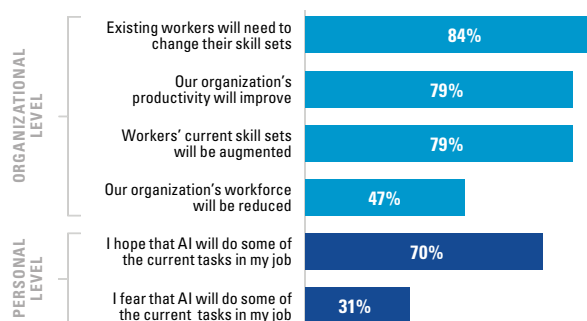 ORGANIZATIONAL
LEVEL
Existing workers will need to
change their skill sets
84%
Our organization's
productivity will improve
79%
Workers' current skill sets
will be augmented
79%
Our organization's workforce
will be reduced
47%
PERSONAL
LEVEL
I hope that AI will do some of
the current tasks in my job
70%
I fear that AI will do some of
the current tasks in my job
31%